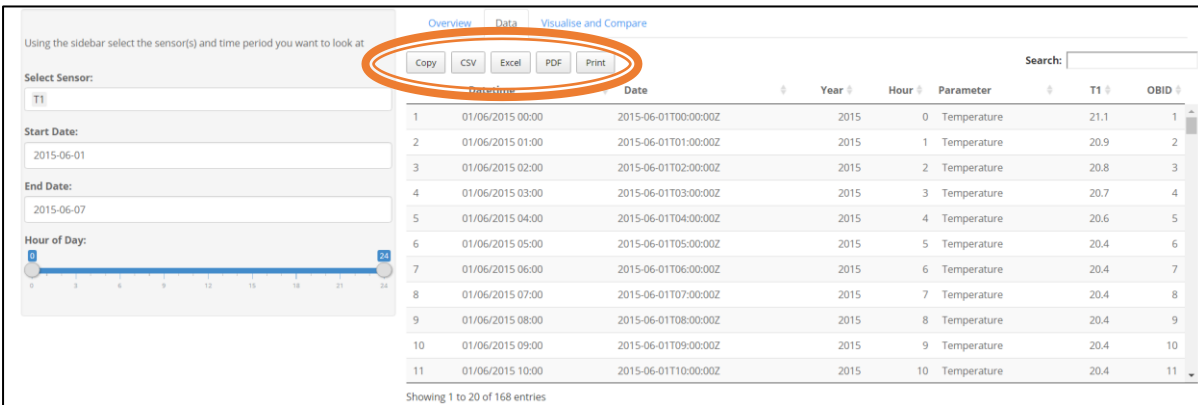 Using the sidebar select the sensor(s) and time period you want to look at
Select Sensor:
T1
Start Date:
2015-06-01
End Date:
2015-06-07
Hour of Day:
0 24
0 3 6 9 12 15 18 21 24
Overview Data Visualise and Compare
Copy CSV Excel PDF Print Search:
Datetime Date Year Hour Parameter T1 OBID
1 01/06/2015 00:00 2015-06-01T00:00:00Z 2015 0 Temperature 21.1 1
2 01/06/2015 01:00 2015-06-01T01:00:00Z 2015 1 Temperature 20.9 2
3 01/06/2015 02:00 2015-06-01T02:00:00Z 2015 2 Temperature 20.8 3
4 01/06/2015 03:00 2015-06-01T03:00:00Z 2015 3 Temperature 20.7 4
5 01/06/2015 04:00 2015-06-01T04:00:00Z 2015 4 Temperature 20.6 5
6 01/06/2015 05:00 2015-06-01T05:00:00Z 2015 5 Temperature 20.4 6
7 01/06/2015 06:00 2015-06-01T06:00:00Z 2015 6 Temperature 20.4 7
8 01/06/2015 07:00 2015-06-01T07:00:00Z 2015 7 Temperature 20.4 8
9 01/06/2015 08:00 2015-06-01T08:00:00Z 2015 8 Temperature 20.4 9
10 01/06/2015 09:00 2015-06-01T09:00:00Z 2015 9 Temperature 20.4 10
11 01/06/2015 10:00 2015-06-01T10:00:00Z 2015 10 Temperature 20.4 11
Showing 1 to 20 of 168 entries